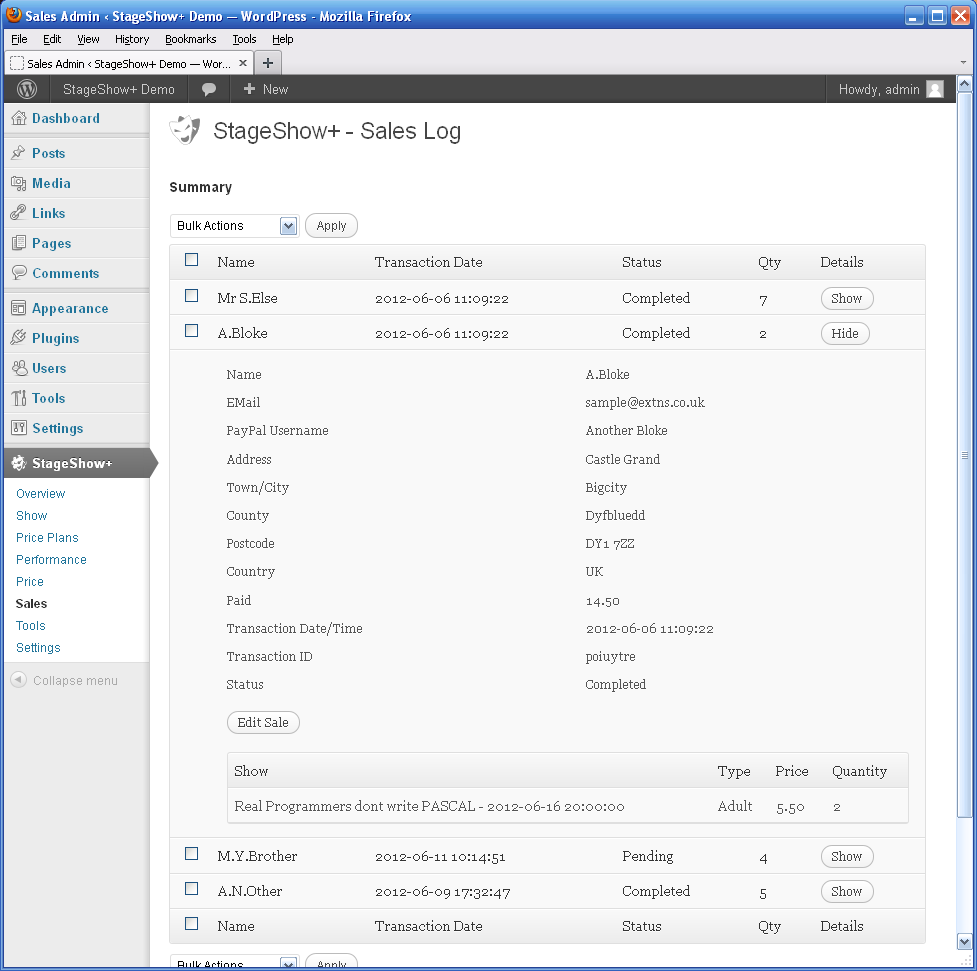 Sales Admin ‹ StageShow+ Demo — WordPress - Mozilla Firefox
File Edit View History Bookmarks Tools Help
Sales Admin ‹ StageShow+ Demo — Wor...
StageShow+ Demo New Howdy, admin
Dashboard
Posts
Media
Links
Pages
Comments
Appearance
Plugins
Users
Tools
Settings
StageShow+
Overview
Show
Price Plans
Performance
Price
Sales
Tools
Settings
Collapse menu
StageShow+ - Sales Log
Summary
Bulk Actions Apply
Name Transaction Date Status Qty Details
Mr S.Else 2012-06-06 11:09:22 Completed 7 Show
A.Bloke 2012-06-06 11:09:22 Completed 2 Hide
Name A.Bloke
EMail sample@extns.co.uk
PayPal Username Another Bloke
Address Castle Grand
Town/City Bigcity
County Dyfbluedd
Postcode DY1 7ZZ
Country UK
Paid 14.50
Transaction Date/Time 2012-06-06 11:09:22
Transaction ID poiuytre
Status Completed
Edit Sale
Show Type Price Quantity
Real Programmers dont write PASCAL - 2012-06-16 20:00:00 Adult 5.50 2
M.Y.Brother 2012-06-11 10:14:51 Pending 4 Show
A.N.Other 2012-06-09 17:32:47 Completed 5 Show
Name Transaction Date Status Qty Details
Bulk Actions Apply